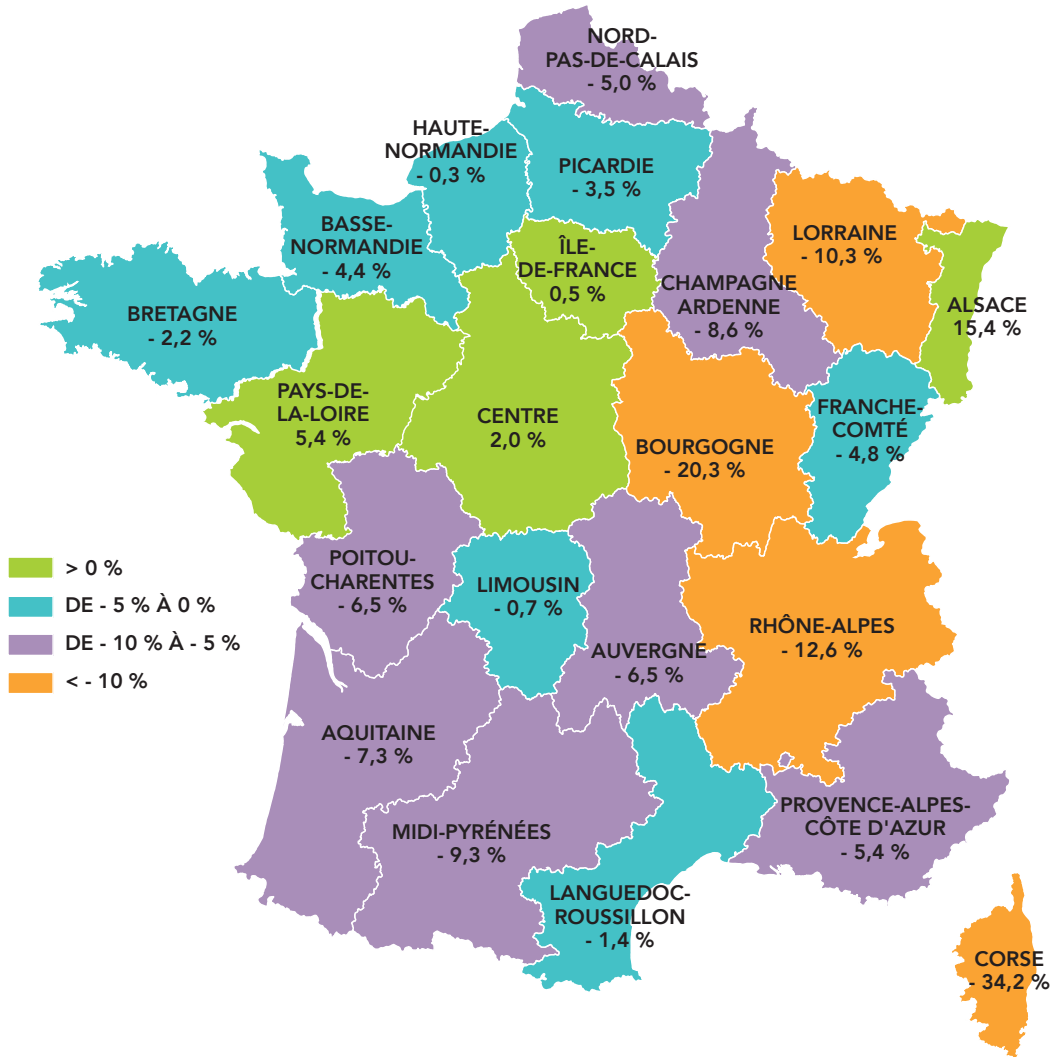 NORD-
PAS-DE-CALAIS
- 5,0 %
HAUTE-
NORMANDIE
- 0,3 %
PICARDIE
- 3,5 %
BASSE-
NORMANDIE
- 4,4 %
ÎLE-
DE-FRANCE
0,5 %
LORRAINE
- 10,3 %
CHAMPAGNE
ARDENNE
- 8,6 %
ALSACE
15,4 %
BRETAGNE
- 2,2 %
PAYS-DE-
LA-LOIRE
5,4 %
CENTRE
2,0 %
FRANCHE-
COMTÉ
- 4,8 %
BOURGOGNE
- 20,3 %
POITOU-
CHARENTES
- 6,5 %
LIMOUSIN
- 0,7 %
AUVERGNE
- 6,5 %
RHÔNE-ALPES
- 12,6 %
> 0 %
DE - 5 % À 0 %
DE - 10 % À - 5 %
< - 10 %
AQUITAINE
- 7,3 %
MIDI-PYRÉNÉES
- 9,3 %
PROVENCE-ALPES-
CÔTE D'AZUR
- 5,4 %
LANGUEDOC-
ROUSSILLON
- 1,4 %
CORSE
- 34,2 %